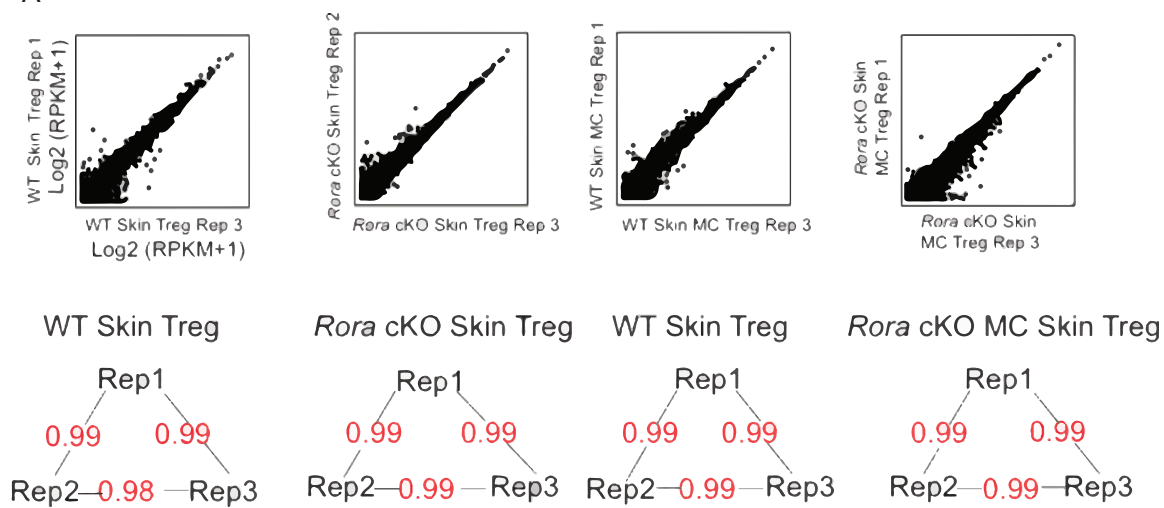 WT Skin Treg Rep 1
Log2 (RPKM+1)
WT Skin Treg Rep 3
Log2 (RPKM+1)
Rora cKO Skin Treg Rep 2
Rora cKO Skin Treg Rep 3
WT Skin MC Treg Rep 1
WT Skin MC Treg Rep 3
Rora cKO Skin
MC Treg Rep 1
Rora cKO Skin
MC Treg Rep 3
WT Skin Treg
Rep1
0.99 0.99
Rep2 0.98 Rep3
Rora cKO Skin Treg
Rep1
0.99 0.99
Rep2 0.99 Rep3
WT Skin Treg
Rep1
0.99 0.99
Rep2 0.99 Rep3
Rora cKO MC Skin Treg
Rep1
0.99 0.99
Rep2 0.99 Rep3